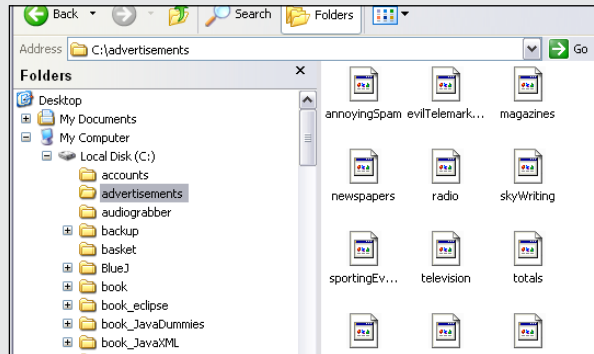 Back Search Folders
Address C:\advertisements Go
Folders
Desktop
My Documents
My Computer
Local Disk (C:)
accounts
advertisements
audiograbber
backup
basket
BlueJ
book
book_eclipse
book_JavaDummies
book_JavaXML
annoyingSpam evilTelemark... magazines
newspapers radio skyWriting
sportingEv... television totals